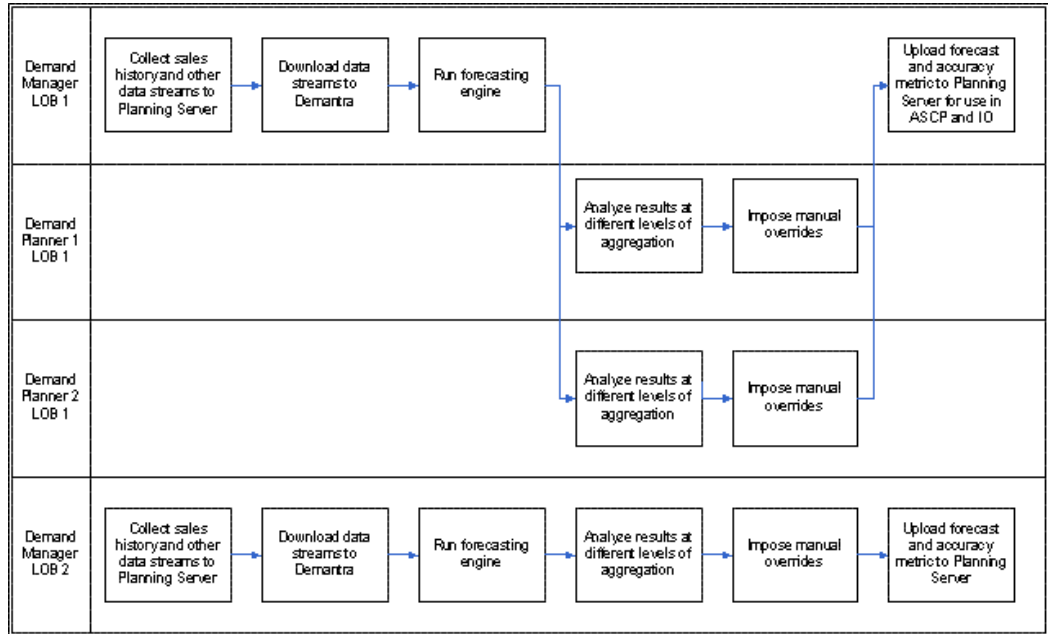 Demand
Manager
LOB 1
Collect sales
history and other
data streams to
Planning Server
Download data
streams to
Demantra
Run forecasting
engine
Upload forecast
and accuracy
metric to Planning
Server for use in
ASCP and IO
Demand
Planner 1
LOB 1
Analyze results at
different levels of
aggregation
Impose manual
overrides
Demand
Planner 2
LOB 1
Analyze results at
different levels of
aggregation
Impose manual
overrides
Demand
Manager
LOB 2
Collect sales
history and other
data streams to
Planning Server
Download data
streams to
Demantra
Run forecasting
engine
Analyze results at
different levels of
aggregation
Impose manual
overrides
Upload forecast
and accuracy
metric to Planning
Server